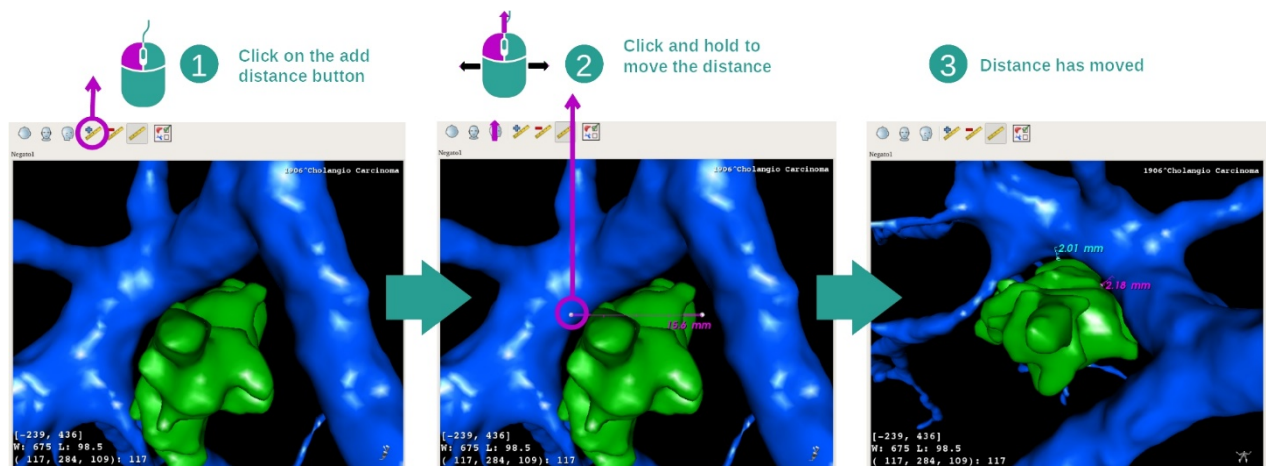 1
Click on the add
distance button
2
Click and hold to
move the distance
3
Distance has moved
Negato1
1906^Cholangio Carcinoma
[-239, 436]
W: 675 L: 98.5
( 117, 284, 109): 117
Negato1
1906^Cholangio Carcinoma
15.6 mm
[-239, 436]
W: 675 L: 98.5
( 117, 284, 109): 117
Negato1
1906^Cholangio Carcinoma
2.01 mm
2.18 mm
[-239, 436]
W: 675 L: 98.5
( 117, 284, 109): 117